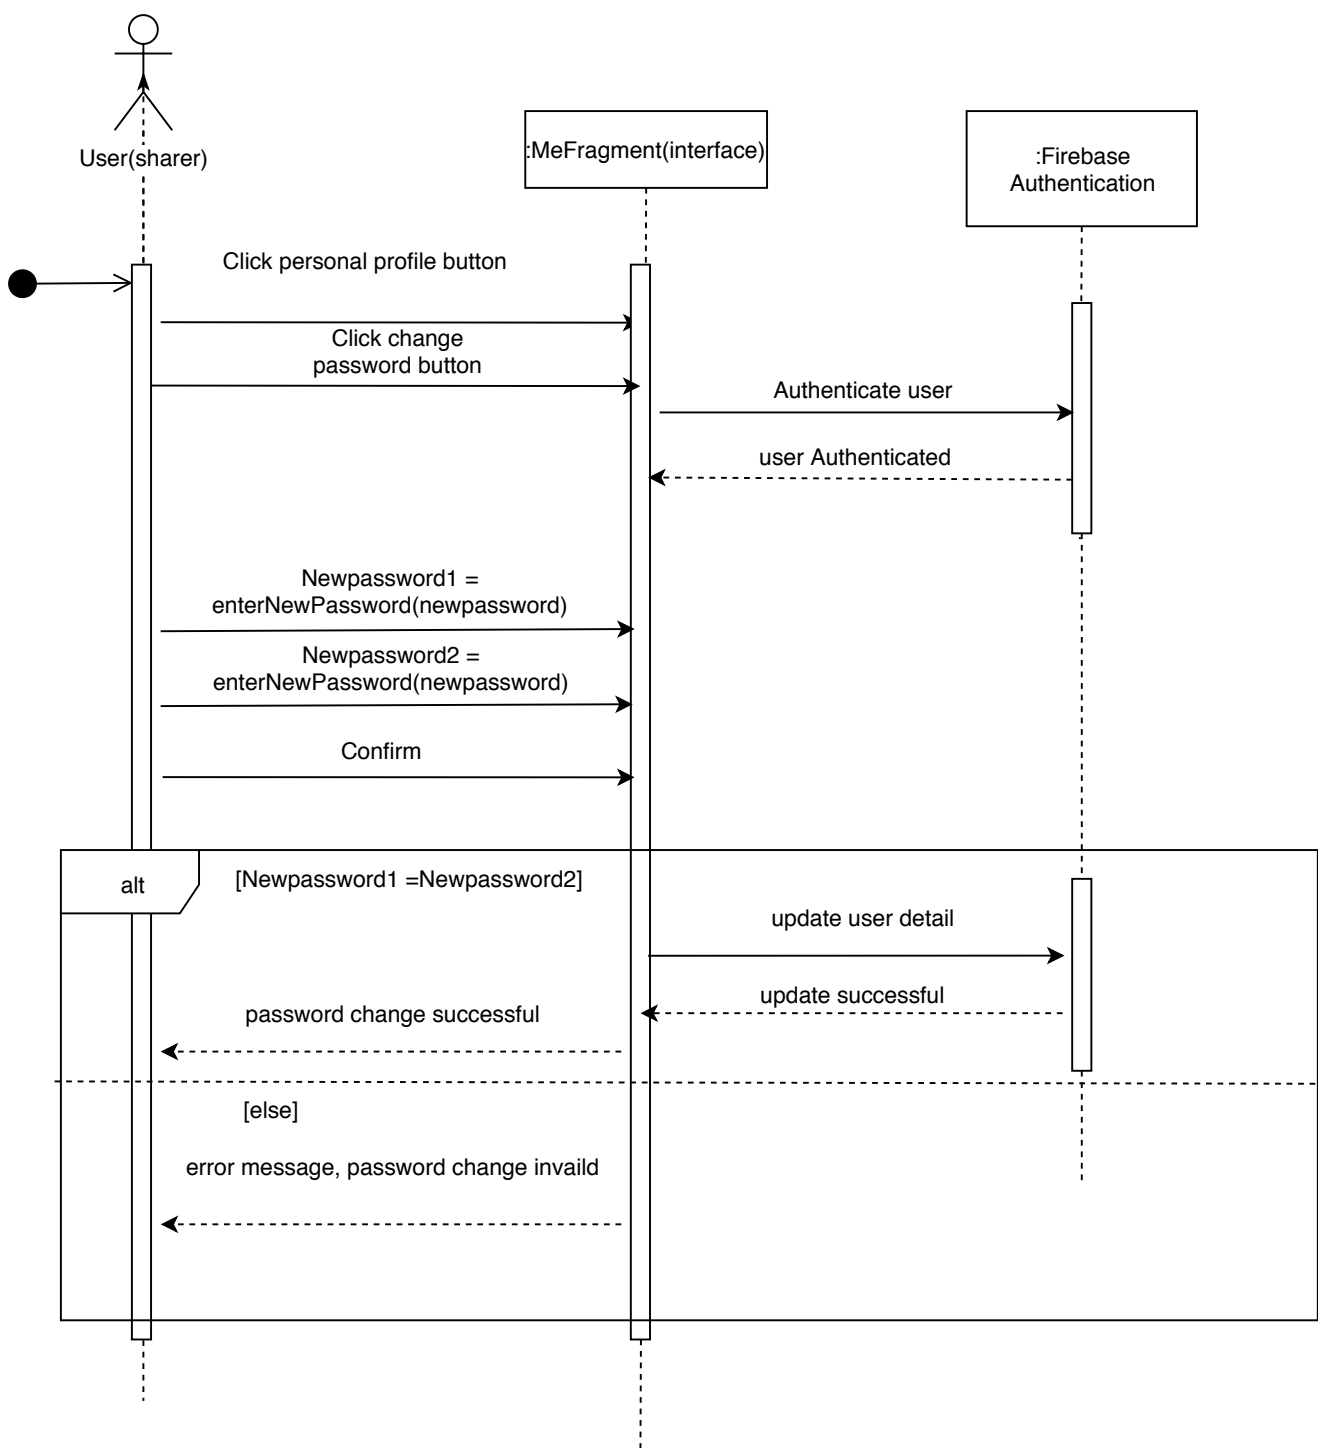 User(sharer)
:MeFragment(interface)
:Firebase
Authentication
Click personal profile button
Click change
password button
Authenticate user
user Authenticated
Newpassword1 =
enterNewPassword(newpassword)
Newpassword2 =
enterNewPassword(newpassword)
Confirm
alt
[Newpassword1 =Newpassword2]
update user detail
update successful
password change successful
[else]
error message, password change invaild